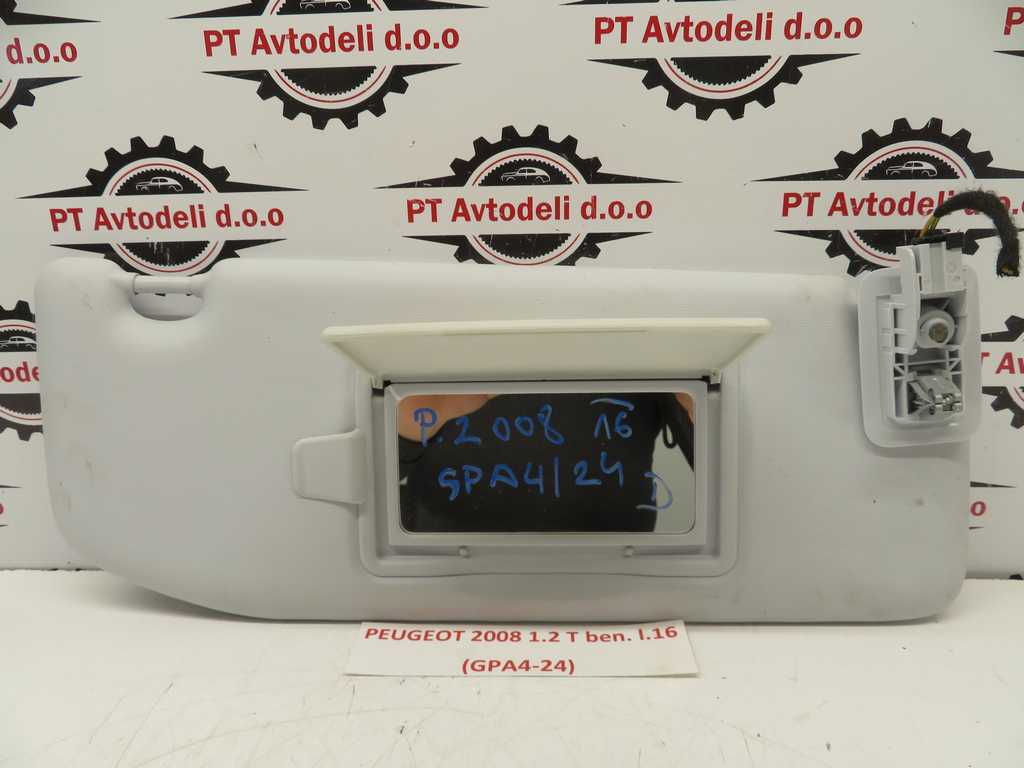 PT Avtodeli d.o.o
PT Avtodeli d.o.o
d.o.o
PT Avtodeli d.o.o
PT Avtodeli d.o.o
PT Avtodeli d.o.o
P. 2008 16
GPA4/24
D
PEUGEOT 2008 1.2 T ben. l.16
(GPA4-24)